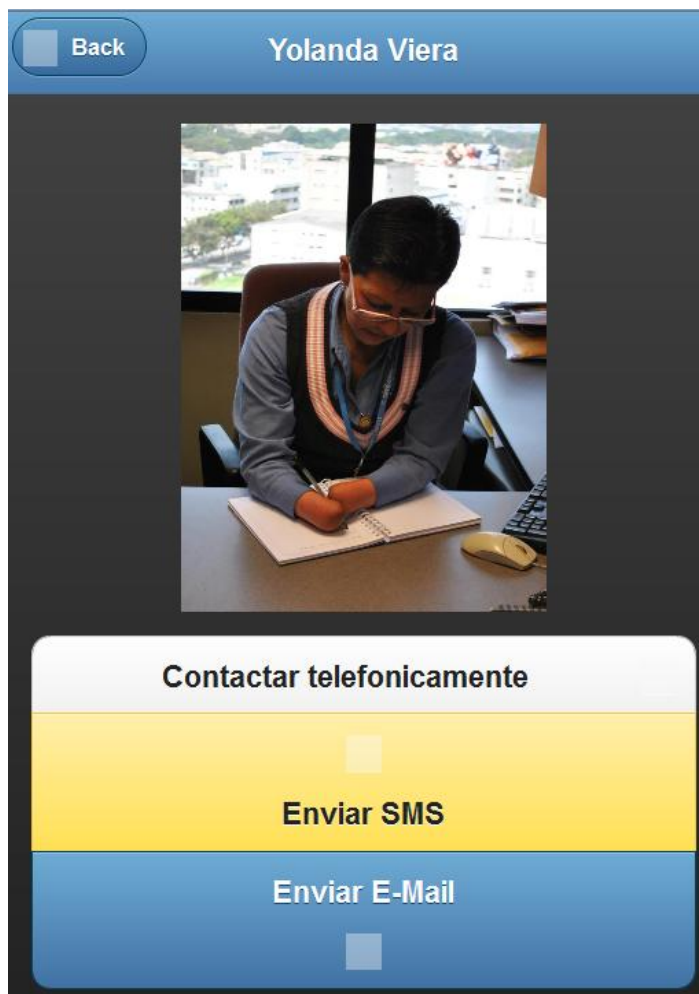 Back
Yolanda Viera
Contactar telefonicamente
Enviar SMS
Enviar E-Mail